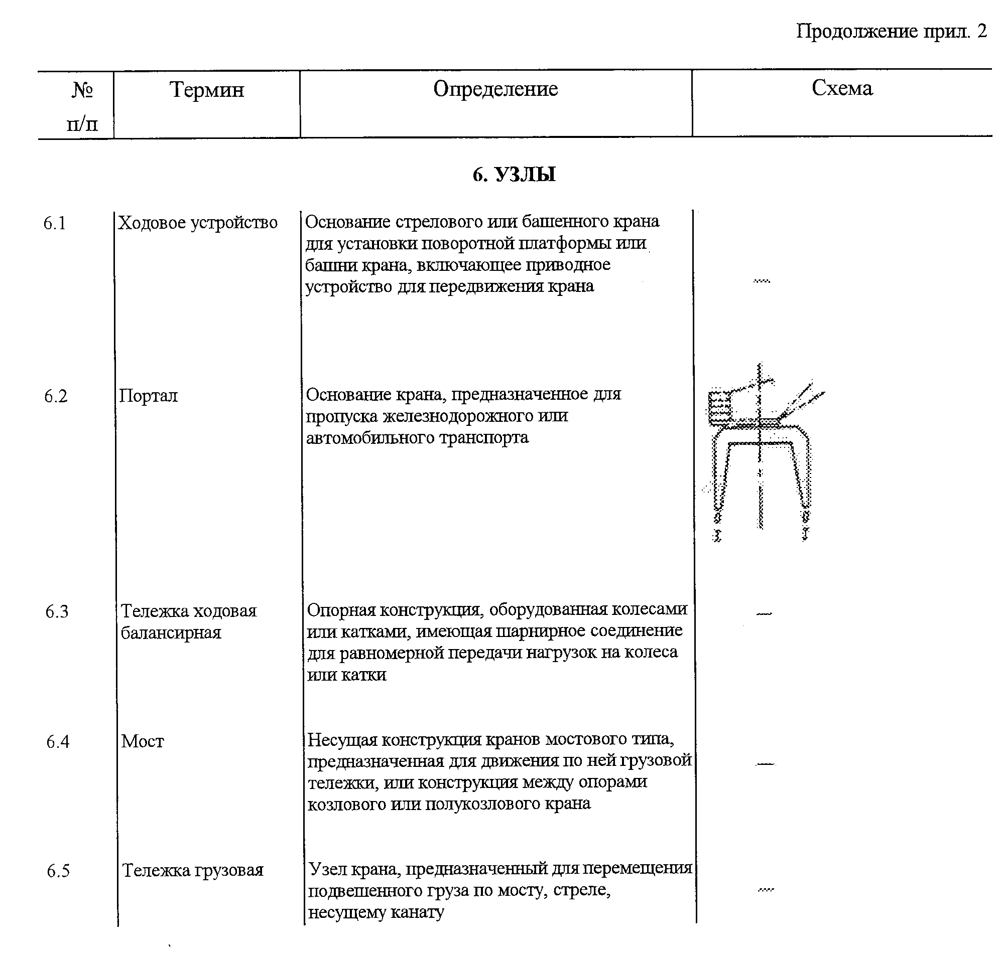 Продолжение прил. 2
№ п/п
Термин
Определение
Схема
6. УЗЛЫ
6.1
Ходовое устройство
Основание стрелового или башенного крана
для установки поворотной платформы или
башни крана, включающее приводное
устройство для передвижения крана
—
6.2
Портал
Основание крана, предназначенное для
пропуска железнодорожного или
автомобильного транспорта
6.3
Тележка ходовая
балансирная
Опорная конструкция, оборудованная колесами
или катками, имеющая шарнирное соединение
для равномерной передачи нагрузок на колеса
или катки
—
6.4
Мост
Несущая конструкция кранов мостового типа,
предназначенная для движения по ней грузовой
тележки, или конструкция между опорами
козлового или полукозлового крана
—
6.5
Тележка грузовая
Узел крана, предназначенный для перемещения
подвешенного груза по мосту, стреле,
несущему канату
—